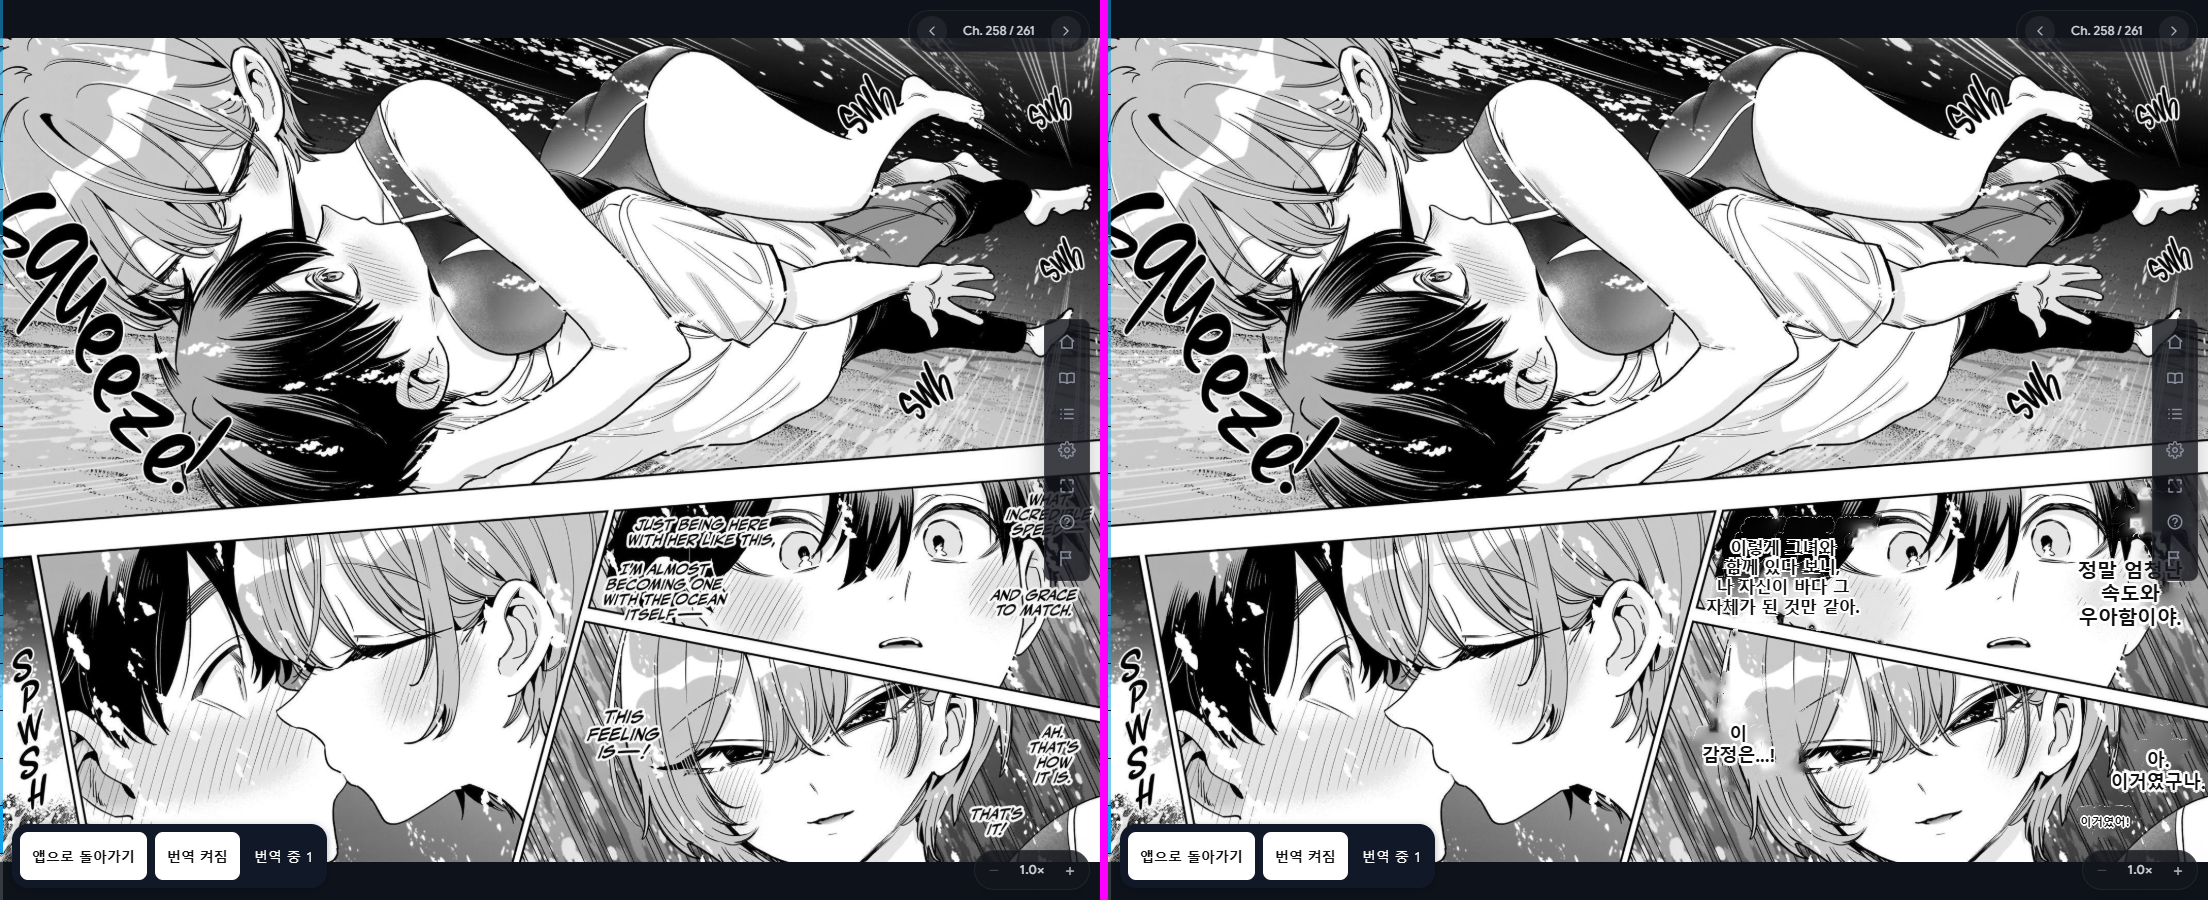 Ch. 258 / 261
SWH
SWH
SWH
SWH
SQUEEZE!
JUST BEING HERE
WITH HER LIKE THIS,
I'M ALMOST
BECOMING ONE
WITH THE OCEAN
ITSELF—
WHAT
INCREDIBLE
AND GRACE
TO MATCH.
SPWSH
THIS
FEELING
IS—!
AH.
THAT'S
HOW
IT IS.
THAT'S
IT!
앱으로 돌아가기
번역 켜짐
번역 중 1
1.0×
Ch. 258 / 261
SWH
SWH
SWH
SWH
SQUEEZE!
이렇게 그녀와
함께 있다 보니,
나 자신이 바다 그
자체가 된 것만 같아.
정말 엄청난
속도와
우아함이야.
SPWSH
이
감정은...!
아.
이거였구나.
이거였어!
앱으로 돌아가기
번역 켜짐
번역 중 1
1.0×